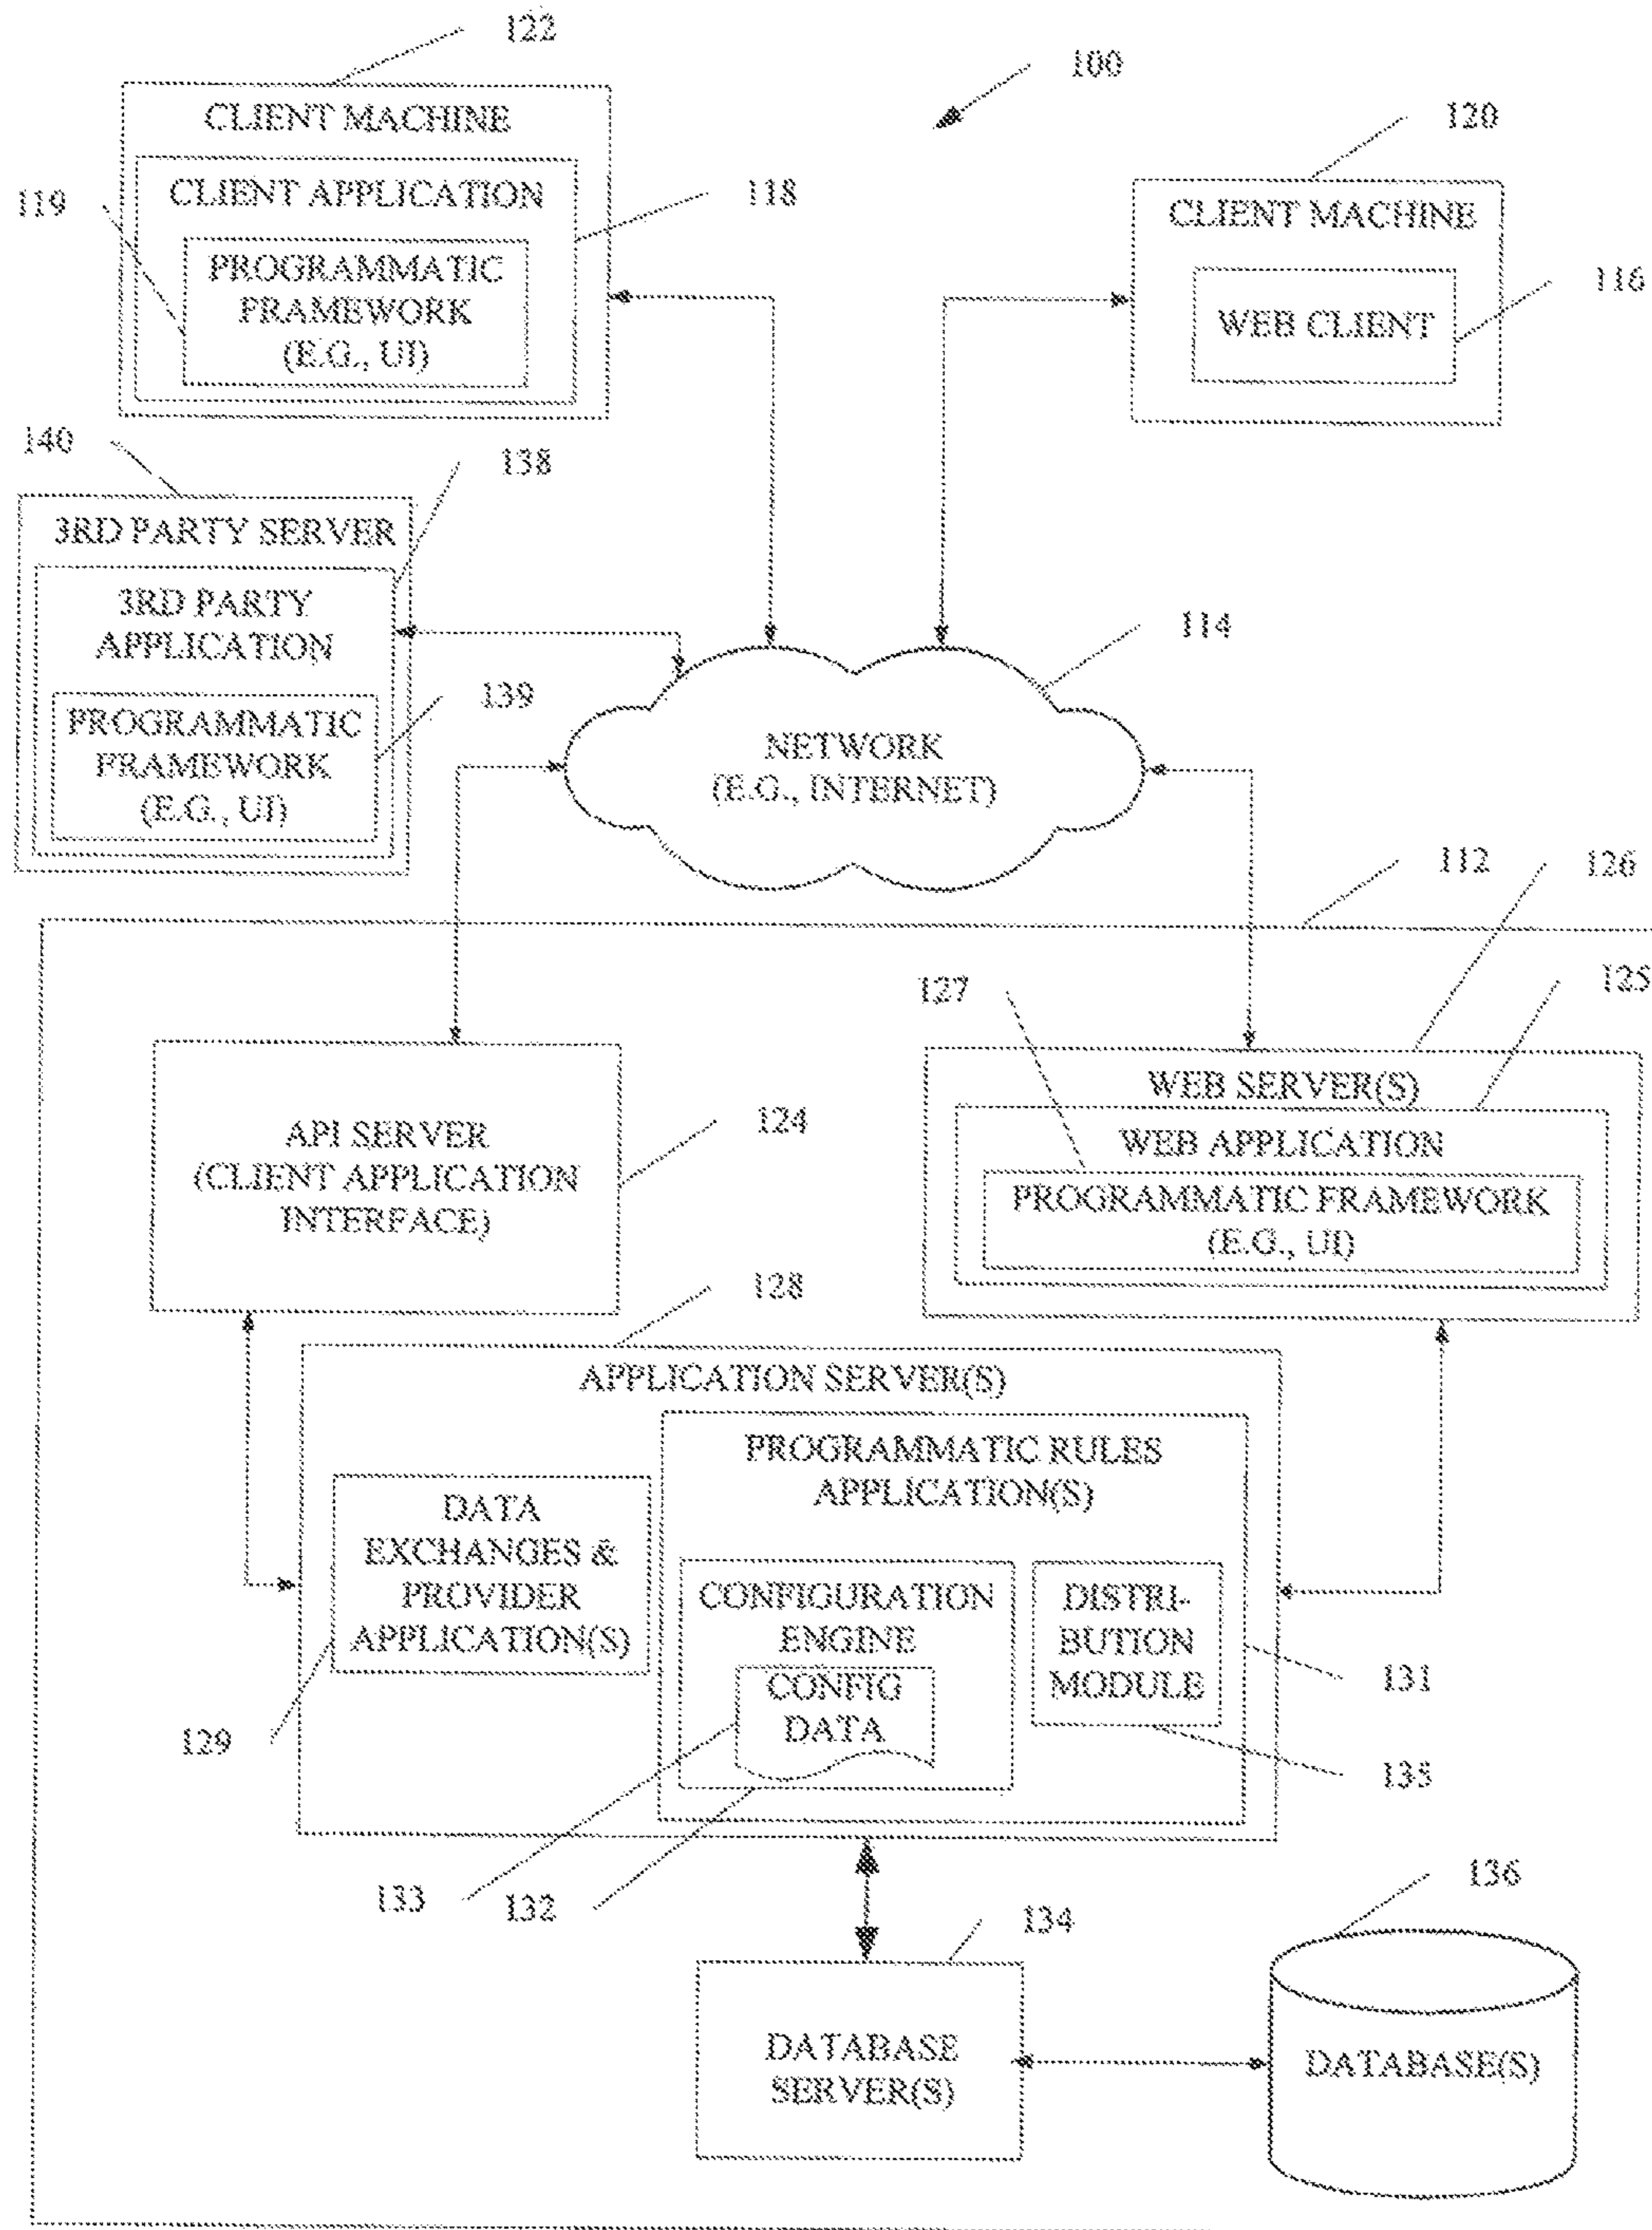 122
100
CLIENT MACHINE
120
CLIENT APPLICATION
118
119
CLIENT MACHINE
PROGRAMMATIC
FRAMEWORK
(E.G., UI)
116
WEB CLIENT
140
138
3RD PARTY SERVER
3RD PARTY
APPLICATION
114
139
PROGRAMMATIC
FRAMEWORK
(E.G., UI)
NETWORK
(E.G., INTERNET)
112
126
127
125
WEB SERVER(S)
API SERVER
(CLIENT APPLICATION
INTERFACE)
124
WEB APPLICATION
PROGRAMMATIC FRAMEWORK
(E.G., UI)
128
APPLICATION SERVER(S)
PROGRAMMATIC RULES
APPLICATION(S)
DATA
EXCHANGES &
PROVIDER
APPLICATION(S)
CONFIGURATION
ENGINE
CONFIG
DATA
DISTRI-
BUTION
MODULE
131
129
135
133
132
134
136
DATABASE
SERVER(S)
DATABASE(S)